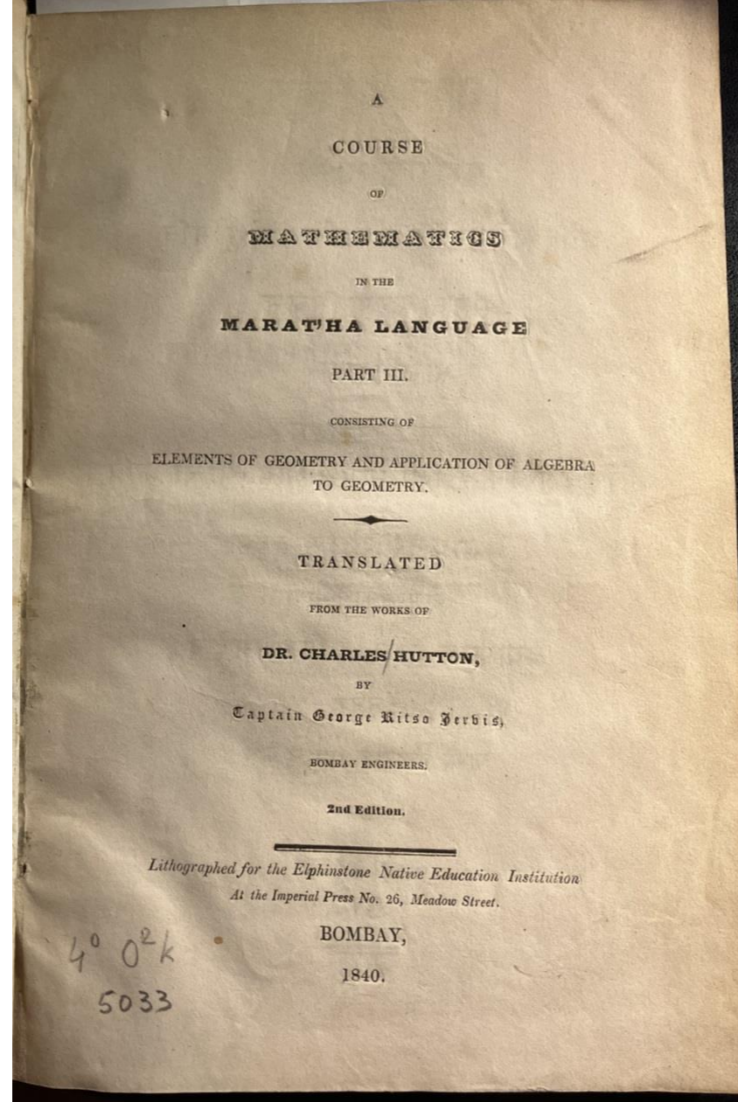 A
COURSE
OF
MATHEMATICS
IN THE
MARAT'HA LANGUAGE
PART III.
CONSISTING OF
ELEMENTS OF GEOMETRY AND APPLICATION OF ALGEBRA
TO GEOMETRY.
TRANSLATED
FROM THE WORKS OF
DR. CHARLES/HUTTON,
BY
Captain George Ritso Jervis,
BOMBAY ENGINEERS.
2nd Edition.
Lithographed for the Elphinstone Native Education Institution
At the Imperial Press No. 26, Meadow Street.
BOMBAY,
1840.
4° O²k
5033